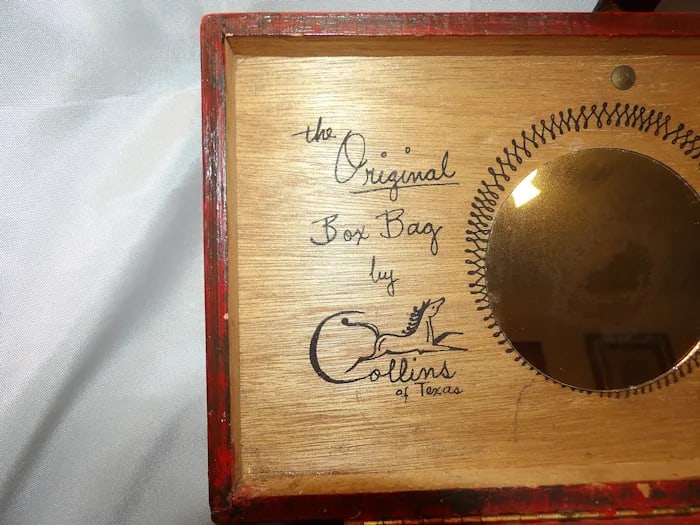 the
Original
Box Bag
by
Collins
of Texas